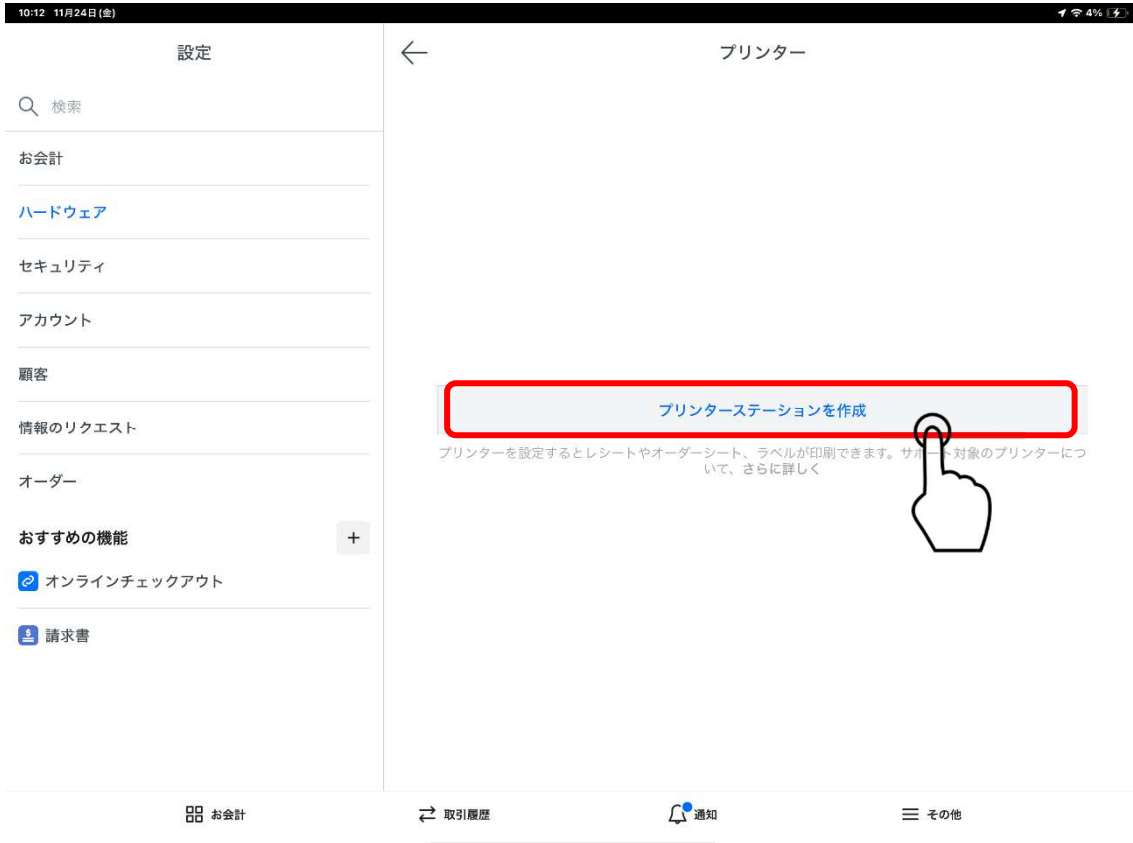 10:12 11月24日(金)
4%
設定
検索
お会計
ハードウェア
セキュリティ
アカウント
顧客
情報のリクエスト
オーダー
おすすめの機能
+
オンラインチェックアウト
請求書
プリンター
プリンターステーションを作成
プリンターを設定するとレシートやオーダーシート、ラベルが印刷できます。サポート対象のプリンターにつ
いて、さらに詳しく
お会計
取引履歴
通知
その他